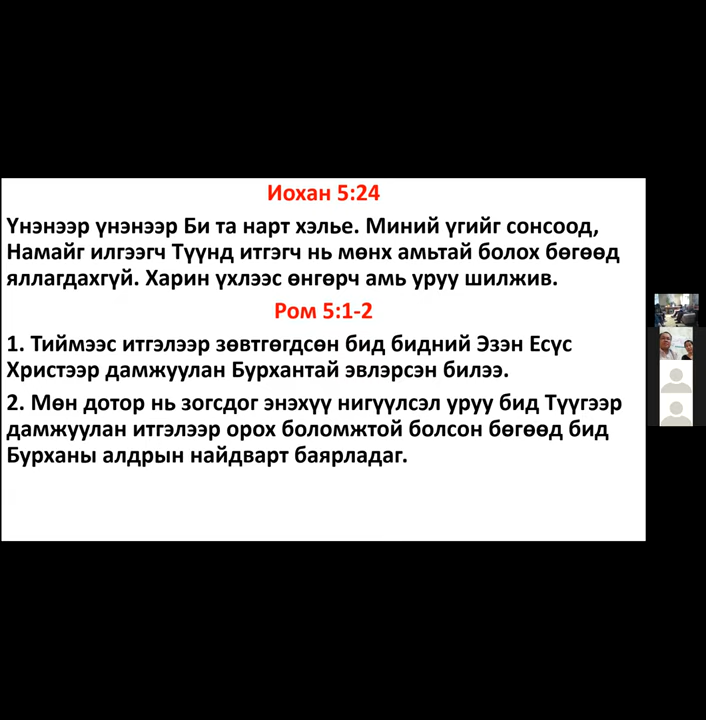 Иохан 5:24
Үнэнээр үнэнээр Би та нарт хэлье. Миний үгийг сонсоод,
Намайг илгээгч Түүнд итгэгч нь мөнх амьтай болох бөгөөд
яллагдахгүй. Харин үхлээс өнгөрч амь уруу шилжив.
Ром 5:1-2
1. Тиймээс итгэлээр зөвтгөгдсөн бид бидний Эзэн Есүс
Христээр дамжуулан Бурхантай эвлэрсэн билээ.
2. Мөн дотор нь зогсдог энэхүү нигүүлсэл уруу бид Түүгээр
дамжуулан итгэлээр орох боломжтой болсон бөгөөд бид
Бурханы алдрын найдварт баярладаг.